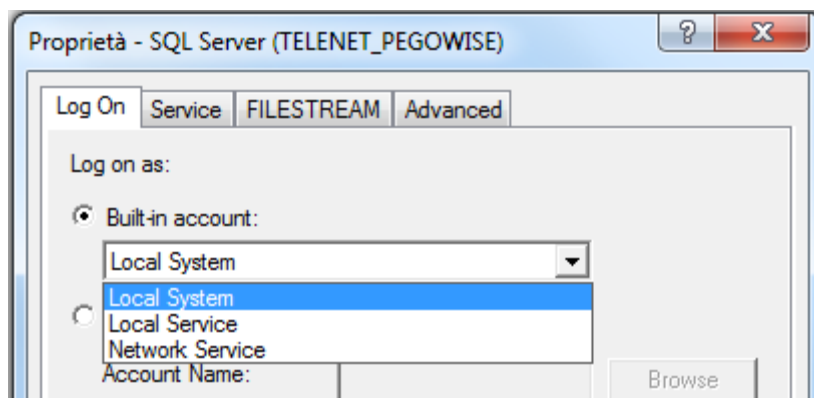 Proprietà - SQL Server (TELENET_PEGOWISE)
Log On Service FILESTREAM Advanced
Log on as:
Built-in account:
Local System
Local System
Local Service
Network Service
Account Name:
Browse